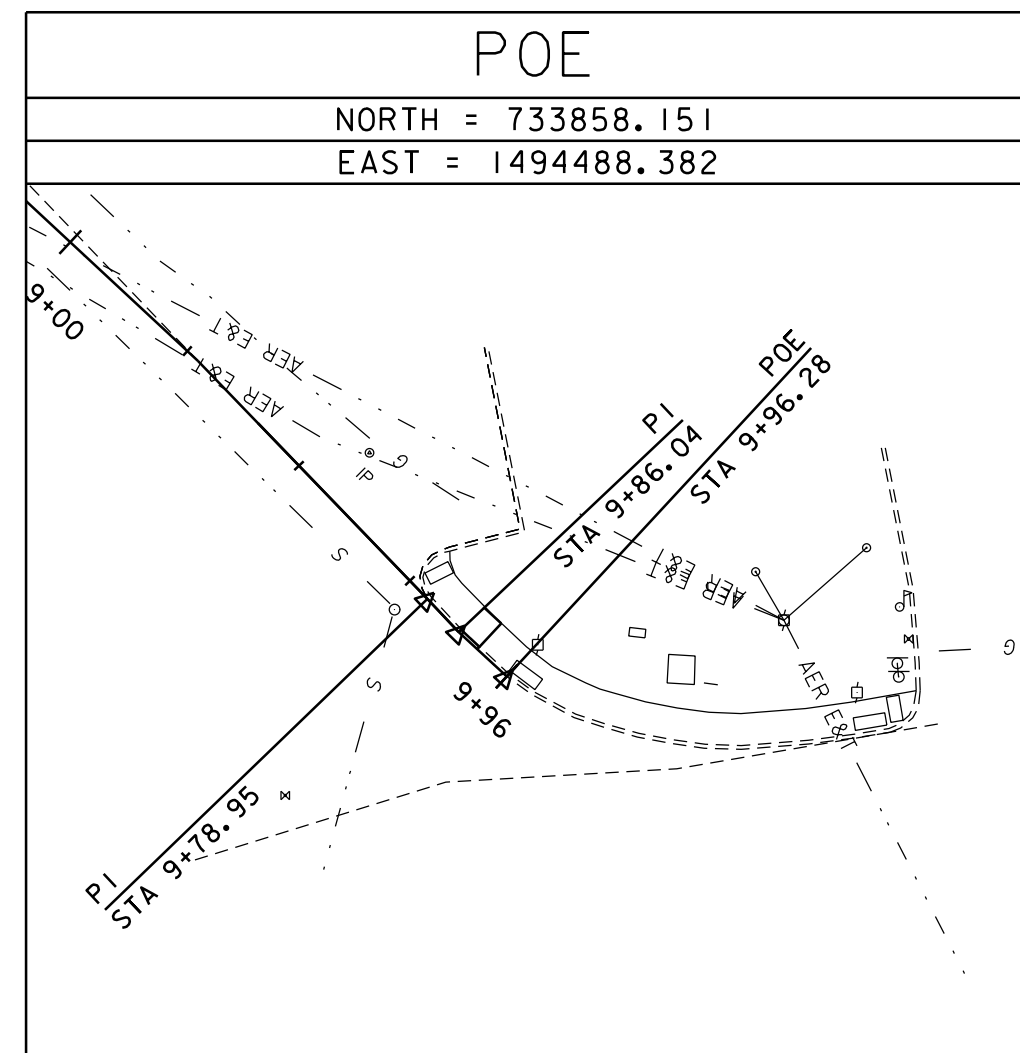 POE
NORTH = 733858.151
EAST = 1494488.382
9+00
AER E&T
AER E&T
POE
STA 9+96.28
PI
STA 9+86.04
IP
G
S
AER E&T
G
AER E&T
S
9+96
PI
STA 9+78.95